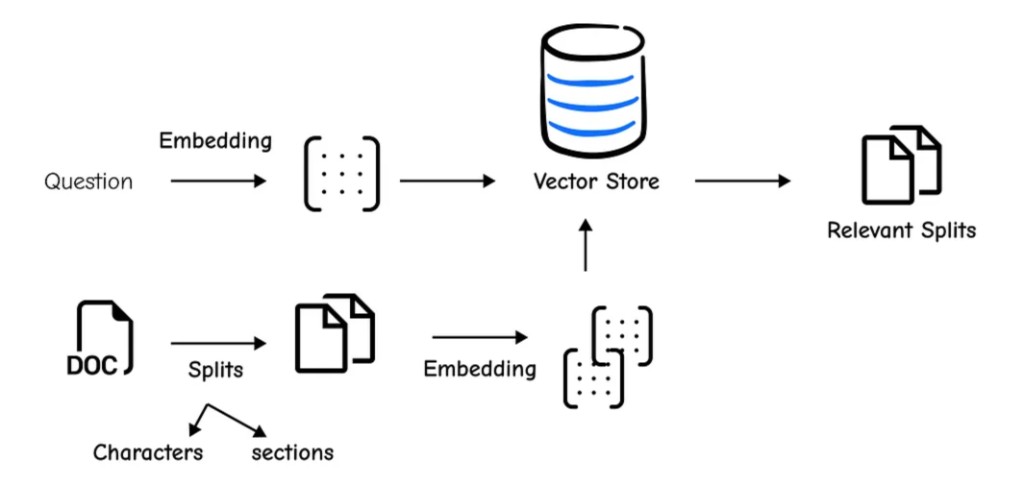 Embedding
Question
Vector Store
Relevant Splits
DOC
Splits
Embedding
Characters
sections